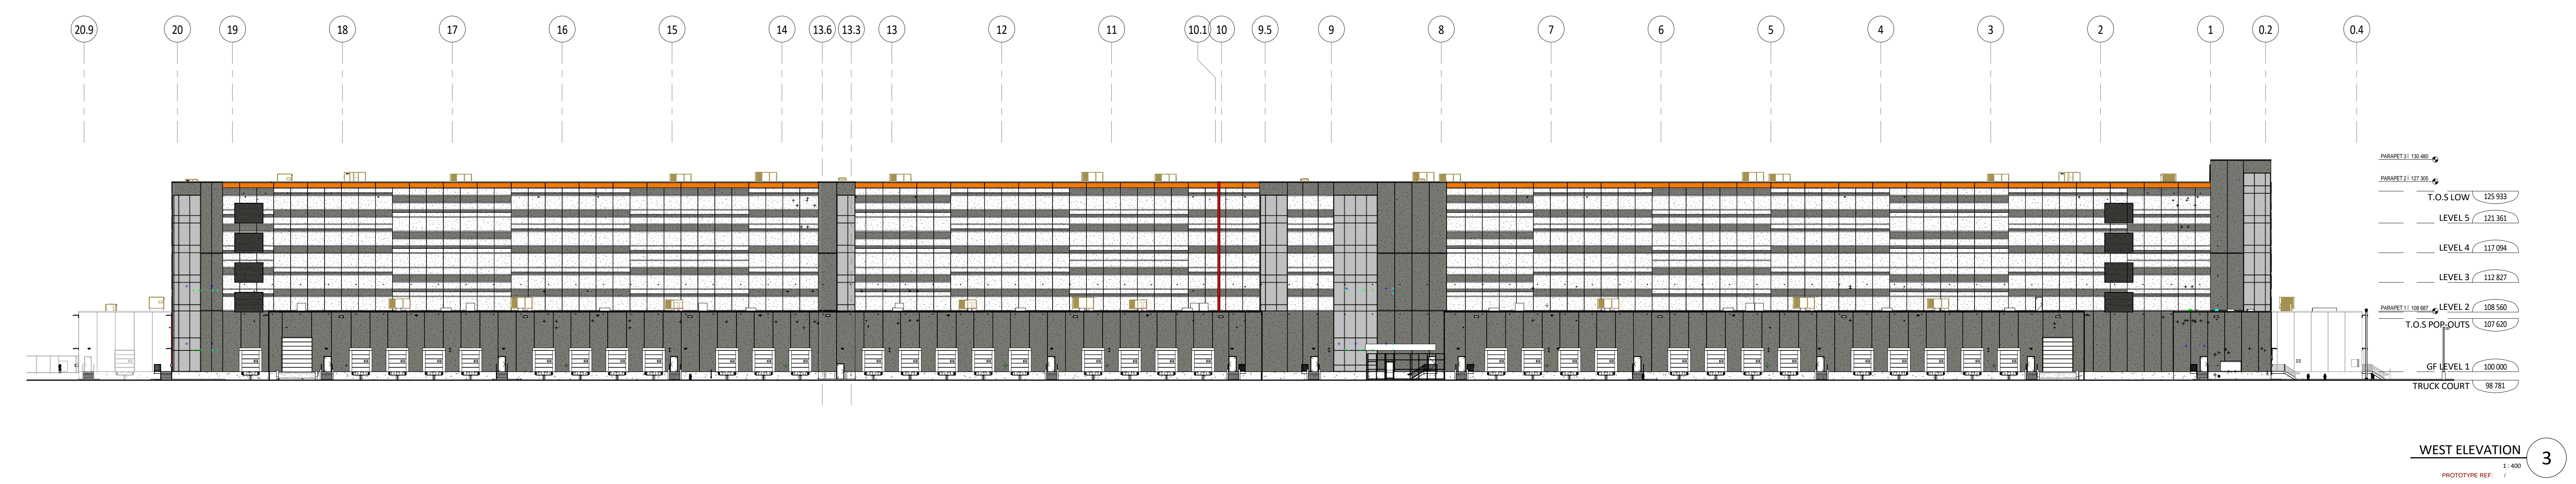 20.9 20 19 18 17 16 15 14 13.6 13.3 13 12 11 10.1 10 9.5 9 8 7 6 5 4 3 2 1 0.2 0.4
PARAPET 3 | 130 480
PARAPET 2 | 127 305
T.O.S LOW 125 933
LEVEL 5 121 361
LEVEL 4 117 094
LEVEL 3 112 827
PARAPET 1 | 108 687 LEVEL 2 108 560
T.O.S POP-OUTS 107 620
GF LEVEL 1 100 000
TRUCK COURT 98 781
WEST ELEVATION 3
1 : 400
PROTOTYPE REF: /